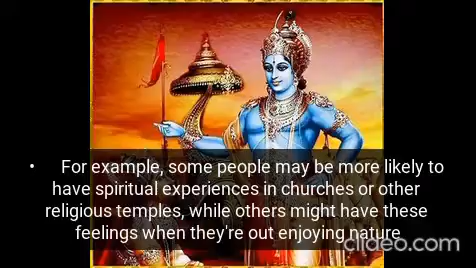 • For example, some people may be more likely to
have spiritual experiences in churches or other
religious temples, while others might have these
feelings when they're out enjoying nature
clideo.com